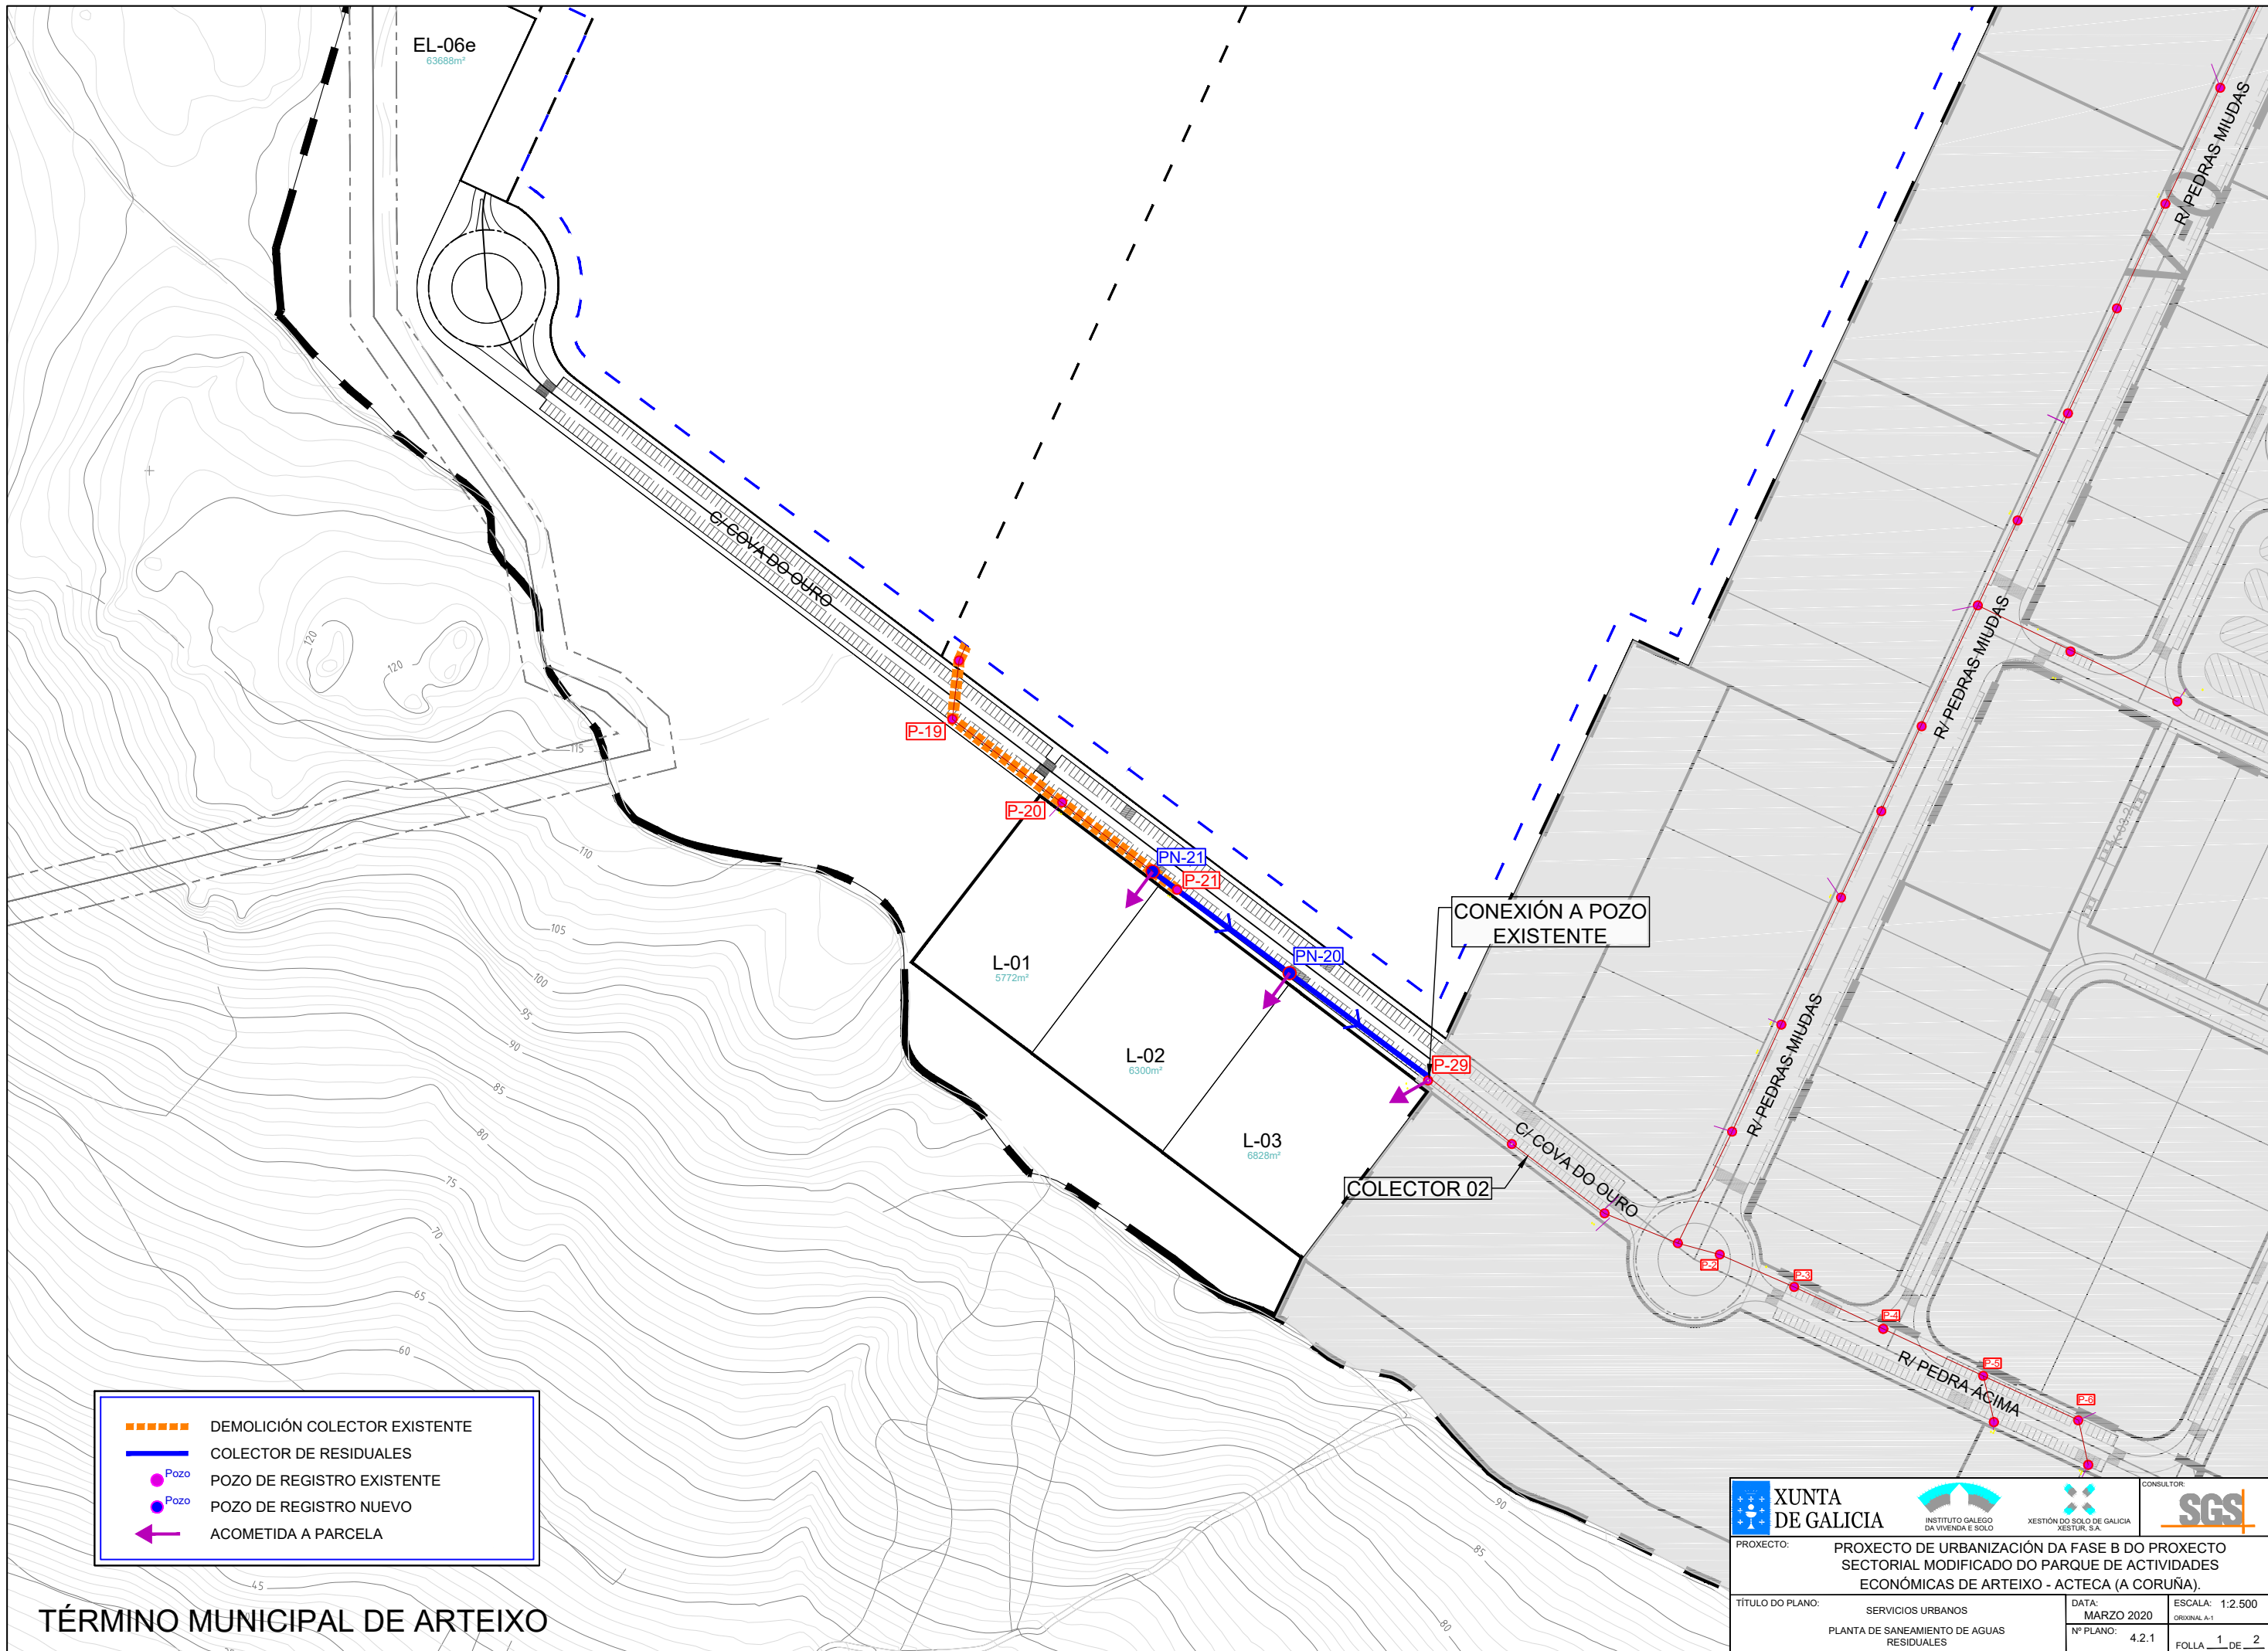 EL-06e
63688m²
R/ PEDRAS MIUDAS
C/ COVA DO OURO
120
120
R/ PEDRAS MIUDAS
P-19
115
P-20
110
PN-21
P-21
CONEXIÓN A POZO
EXISTENTE
105
PN-20
L-01
5772m²
100
95
R/ PEDRAS MIUDAS
90
L-02
6300m²
P-29
85
80
L-03
6828m²
C/ COVA DO OURO
75
COLECTOR 02
70
P-2
P-3
65
P-4
60
R/ PEDRA ÁCIMA
P-5
P-6
DEMOLICIÓN COLECTOR EXISTENTE
COLECTOR DE RESIDUALES
Pozo
POZO DE REGISTRO EXISTENTE
Pozo
POZO DE REGISTRO NUEVO
ACOMETIDA A PARCELA
90
85
80
45
TÉRMINO MUNICIPAL DE ARTEIXO
XUNTA
DE GALICIA
INSTITUTO GALEGO
DA VIVENDA E SOLO
XESTIÓN DO SOLO DE GALICIA
XESTUR, S.A.
CONSULTOR:
SGS
PROXECTO:
PROXECTO DE URBANIZACIÓN DA FASE B DO PROXECTO
SECTORIAL MODIFICADO DO PARQUE DE ACTIVIDADES
ECONÓMICAS DE ARTEIXO - ACTECA (A CORUÑA).
TÍTULO DO PLANO:
SERVICIOS URBANOS
PLANTA DE SANEAMIENTO DE AGUAS
RESIDUALES
DATA:
MARZO 2020
ESCALA: 1:2.500
ORIXINAL A-1
Nº PLANO:
4.2.1
FOLLA 1 DE 2